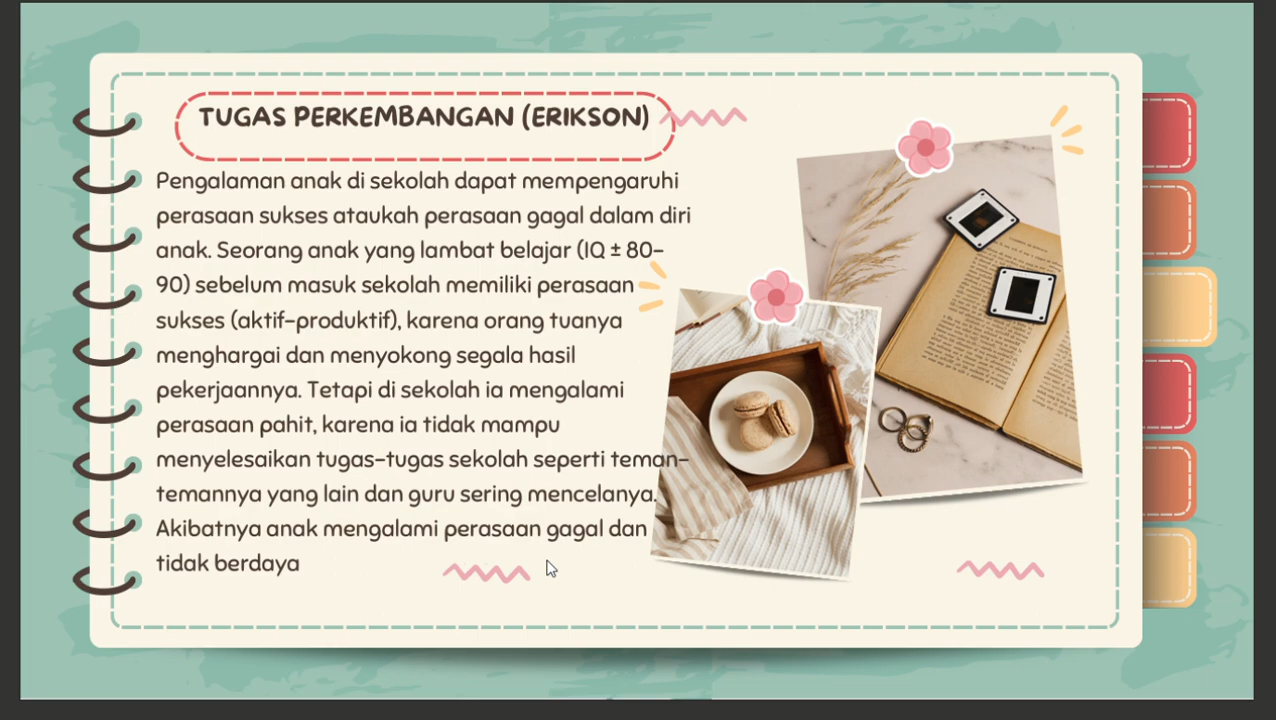 TUGAS PERKEMBANGAN (ERIKSON)
Pengalaman anak di sekolah dapat mempengaruhi
perasaan sukses ataukah perasaan gagal dalam diri
anak. Seorang anak yang lambat belajar (IQ ± 80-
90) sebelum masuk sekolah memiliki perasaan
sukses (aktif-produktif), karena orang tuanya
menghargai dan menyokong segala hasil
pekerjaannya. Tetapi di sekolah ia mengalami
perasaan pahit, karena ia tidak mampu
menyelesaikan tugas-tugas sekolah seperti teman-
temannya yang lain dan guru sering mencelanya.
Akibatnya anak mengalami perasaan gagal dan
tidak berdaya